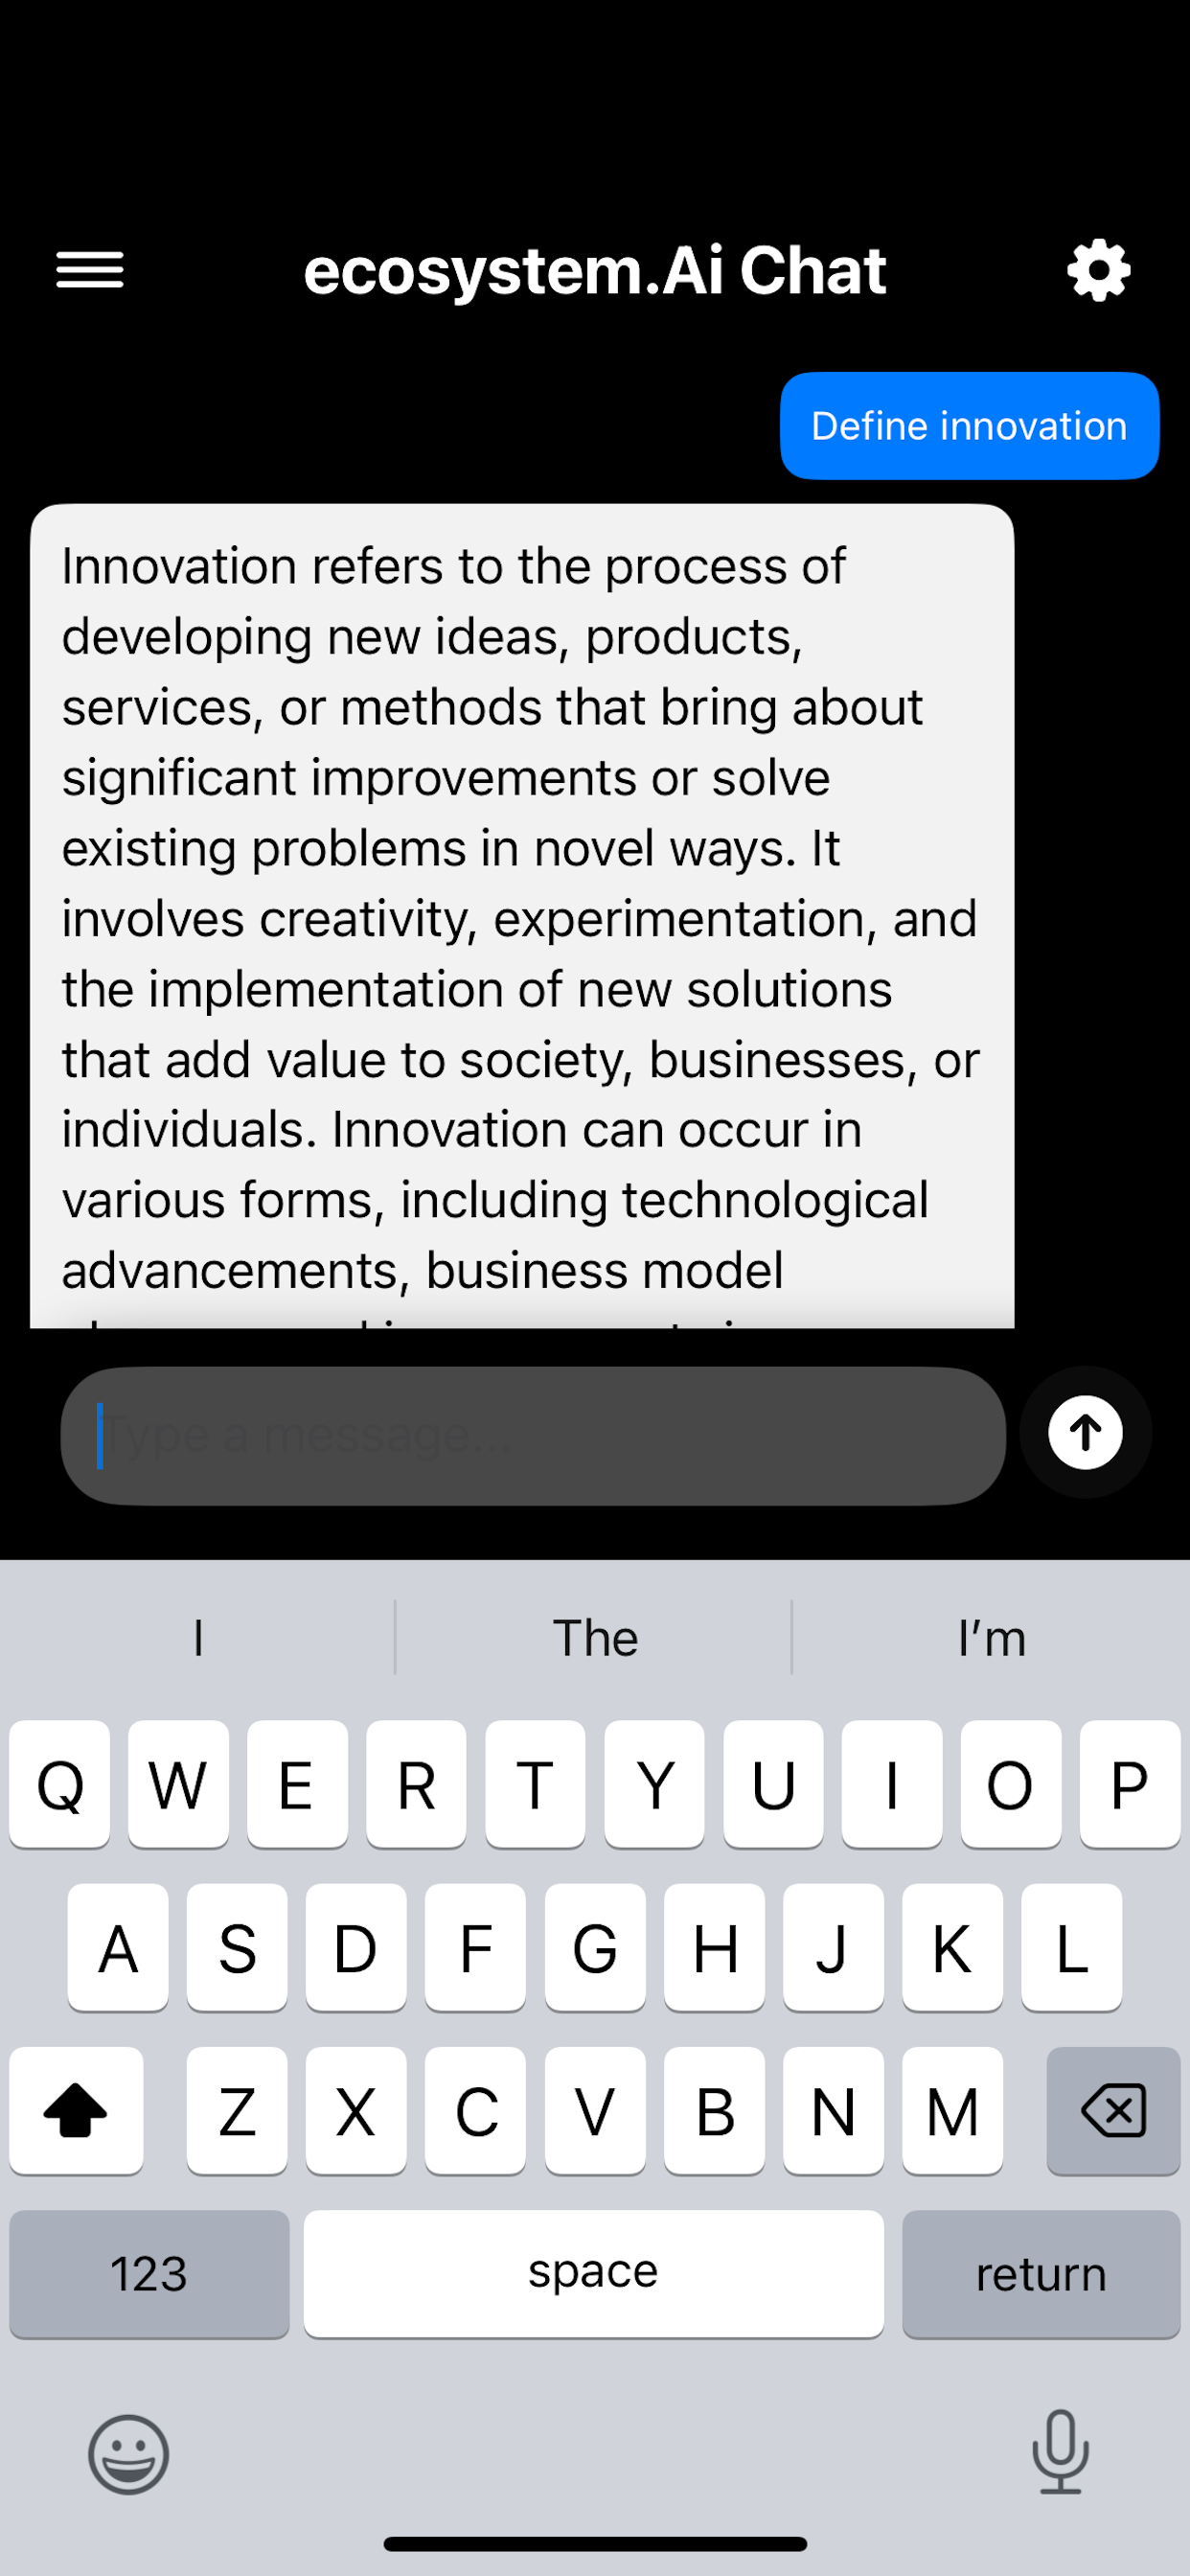 ecosystem.Ai Chat
Define innovation
Innovation refers to the process of
developing new ideas, products,
services, or methods that bring about
significant improvements or solve
existing problems in novel ways. It
involves creativity, experimentation, and
the implementation of new solutions
that add value to society, businesses, or
individuals. Innovation can occur in
various forms, including technological
advancements, business model
Type a message...
I The I'm
Q W E R T Y U I O P
A S D F G H J K L
Z X C V B N M
123 space return